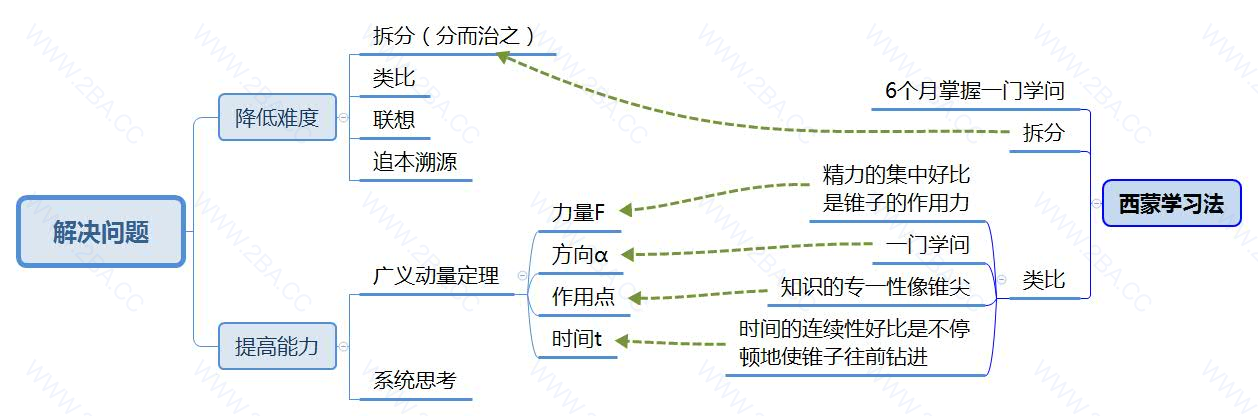 解决问题
降低难度
拆分（分而治之）
类比
联想
追本溯源
提高能力
广义动量定理
力量F
方向α
作用点
时间t
系统思考
西蒙学习法
6个月掌握一门学问
拆分
类比
精力的集中好比
是锥子的作用力
一门学问
知识的专一性像锥尖
时间的连续性好比是不停
顿地使锥子往前钻进
WWW.2BA.CC